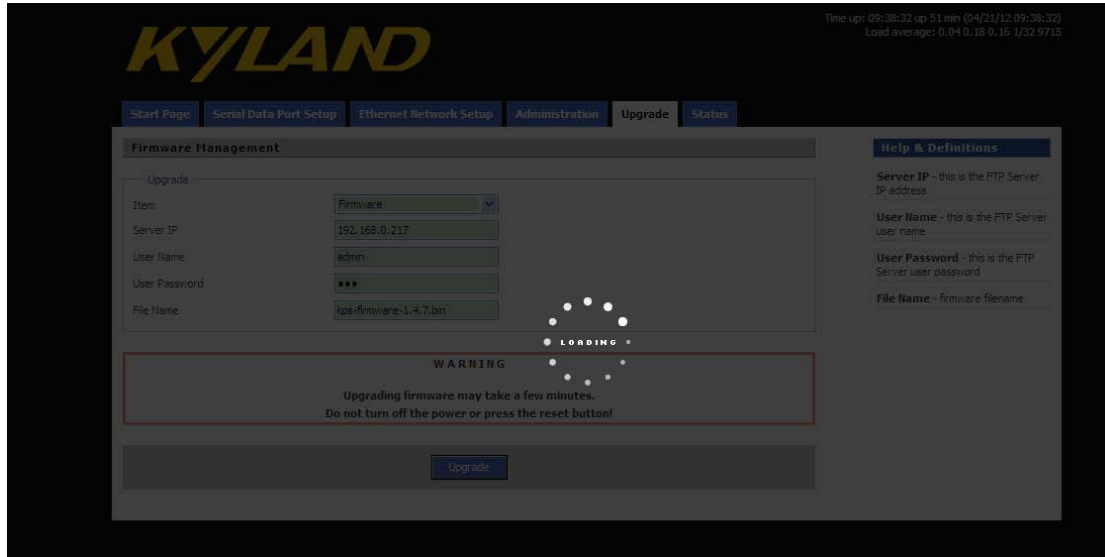 Time up: 09:38:32 up 51 min (04/21/12 09:38:32)
Load average: 0.04 0.18 0.16 1/32 9715
KYLAND
Start Page Serial Data Port Setup Ethernet Network Setup Administration Upgrade Status
Firmware Management
Upgrade
Item Firmware
Server IP 192.168.0.217
User Name admin
User Password
File Name kps-firmware-1.4.7.bin
LOADING
WARNING
Upgrading firmware may take a few minutes.
Do not turn off the power or press the reset button!
Upgrade
Help & Definitions
Server IP - this is the FTP Server
IP address
User Name - this is the FTP Server
user name
User Password - this is the FTP
Server user password
File Name - firmware filename